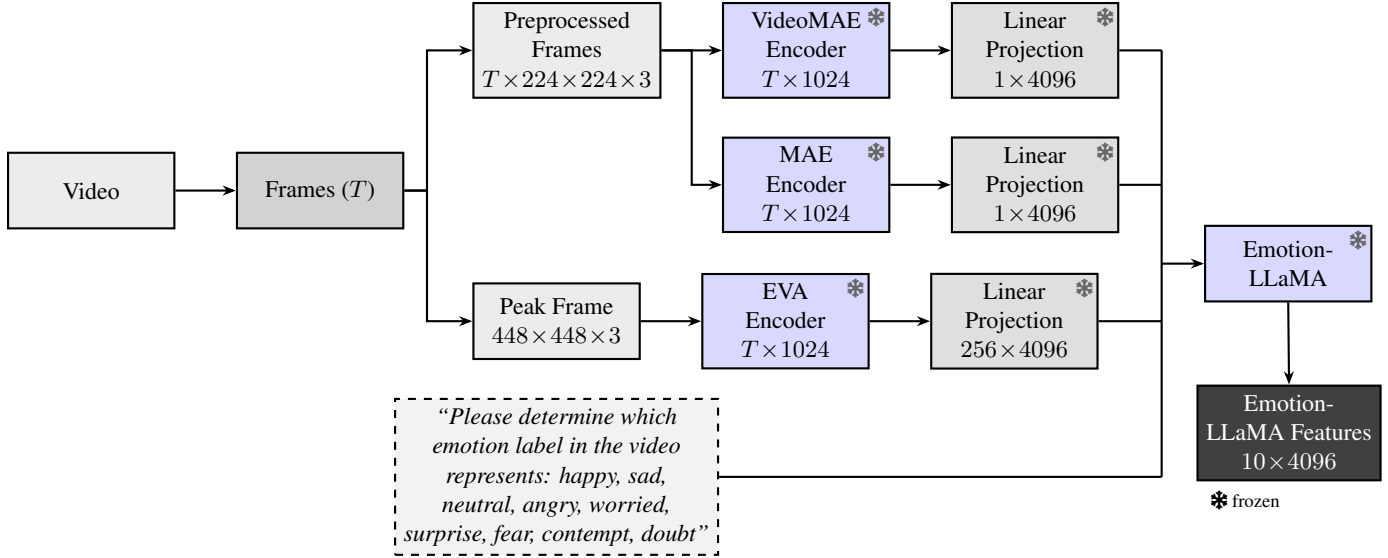 Preprocessed
Frames
T × 224 × 224 × 3
VideoMAE
Encoder
T × 1024
Linear
Projection
1 × 4096
Video
Frames (T)
MAE
Encoder
T × 1024
Linear
Projection
1 × 4096
Emotion-
LLaMA
Peak Frame
448 × 448 × 3
EVA
Encoder
T × 1024
Linear
Projection
256 × 4096
“Please determine which
emotion label in the video
represents: happy, sad,
neutral, angry, worried,
surprise, fear, contempt, doubt”
Emotion-
LLaMA Features
10 × 4096
frozen